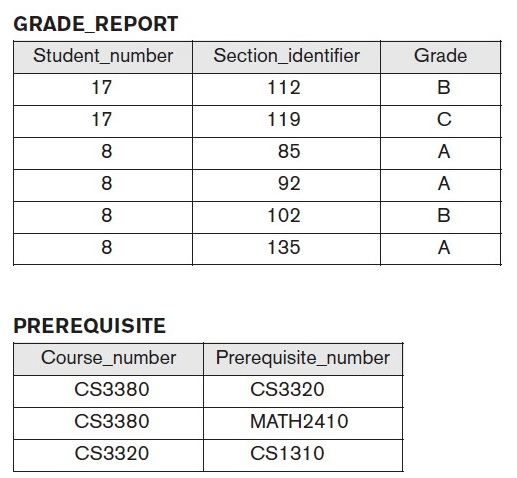 GRADE_REPORT
Student_number Section_identifier Grade
17 112 B
17 119 C
8 85 A
8 92 A
8 102 B
8 135 A
PREREQUISITE
Course_number Prerequisite_number
CS3380 CS3320
CS3380 MATH2410
CS3320 CS1310